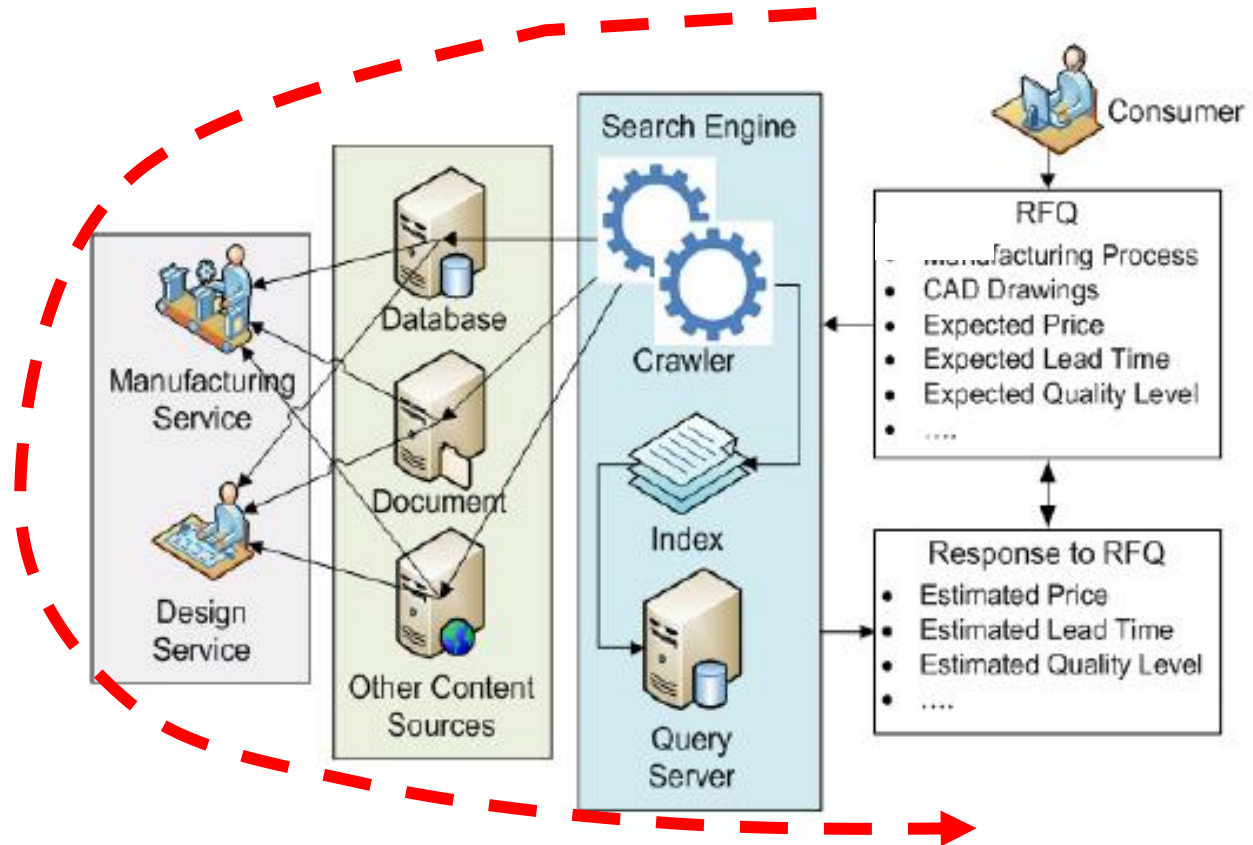 Consumer
Search Engine
RFQ
• Manufacturing Process
• CAD Drawings
• Expected Price
• Expected Lead Time
• Expected Quality Level
• ....
Database
Crawler
Manufacturing
Service
Document
Index
Response to RFQ
• Estimated Price
• Estimated Lead Time
• Estimated Quality Level
• ....
Design
Service
Other Content
Sources
Query
Server